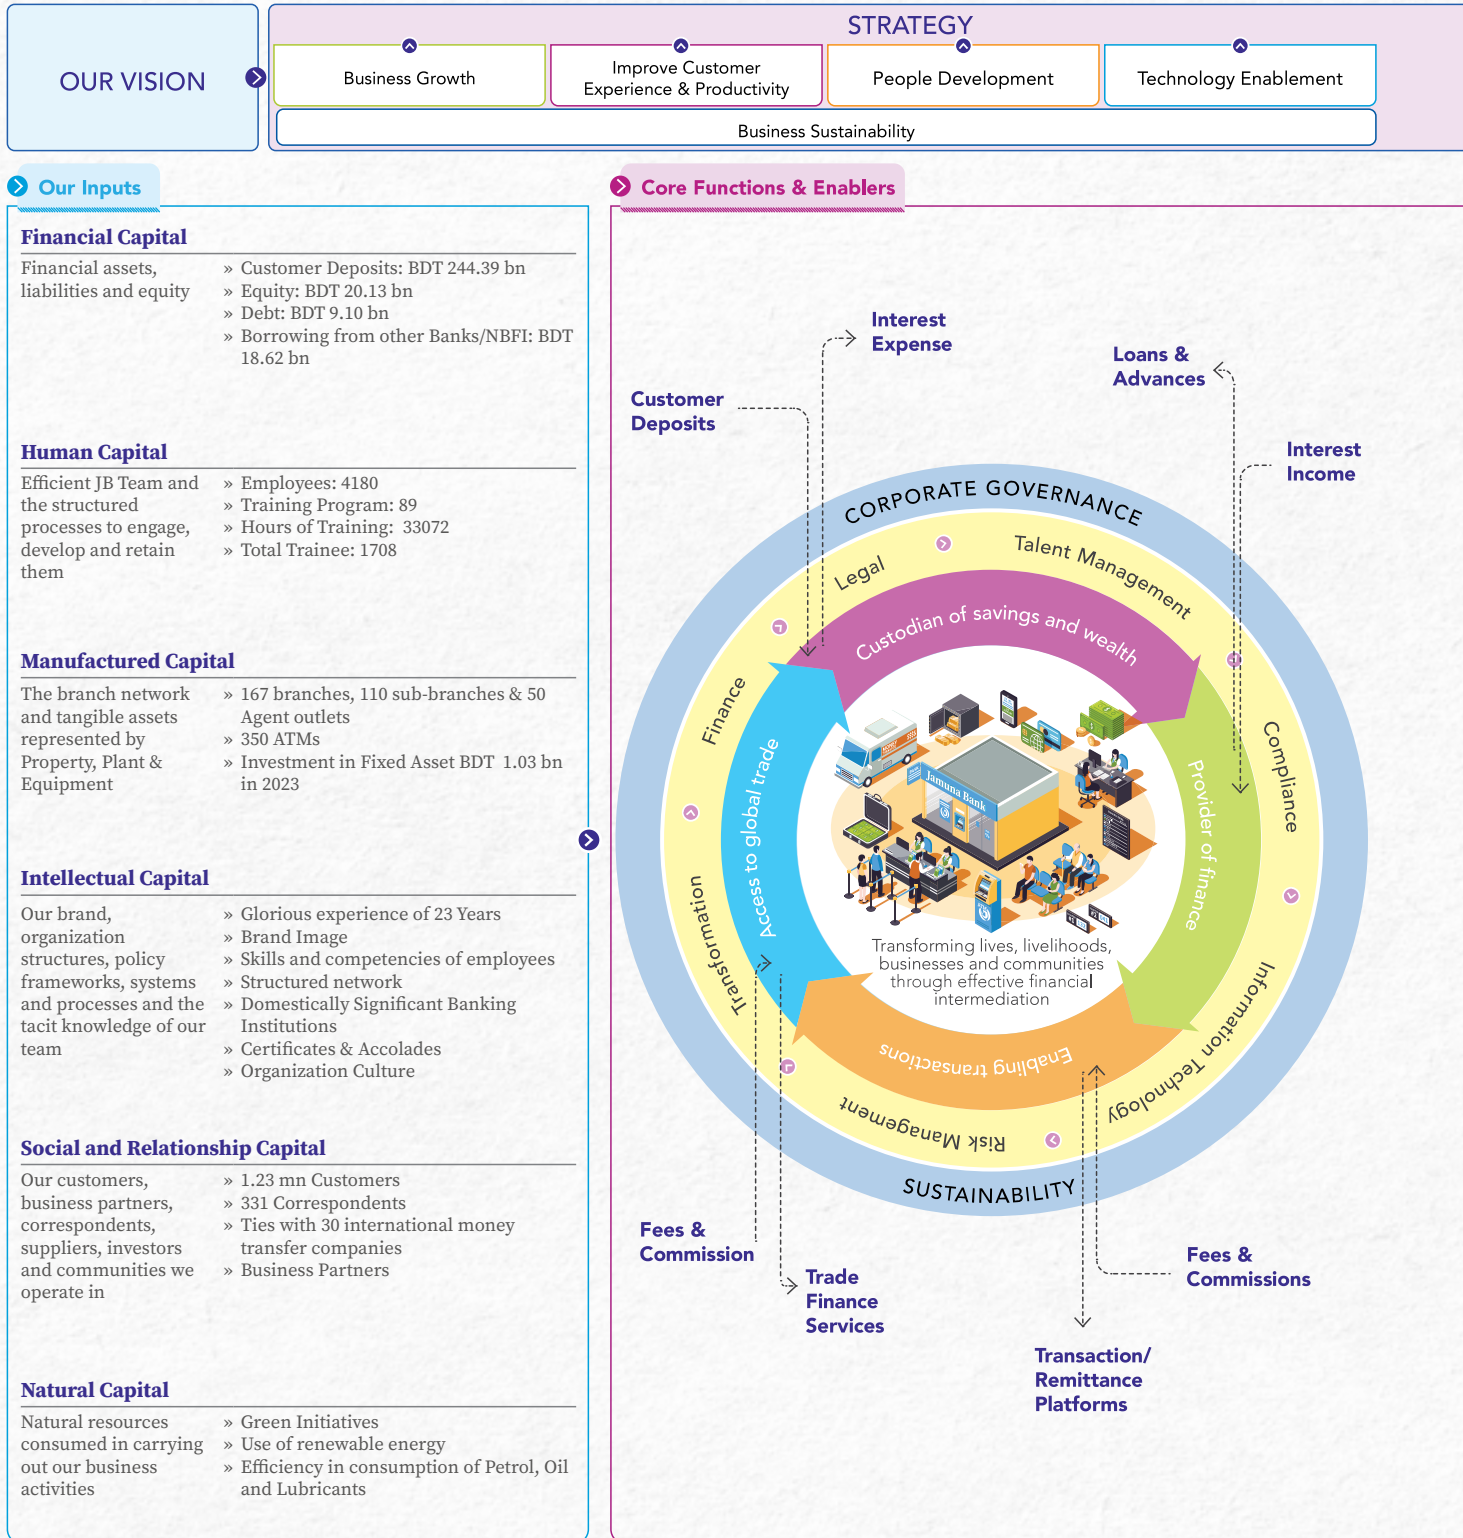 OUR VISION
STRATEGY
Business Growth
Improve Customer
Experience & Productivity
People Development
Technology Enablement
Business Sustainability
Our Inputs
Financial Capital
Financial assets,
liabilities and equity
» Customer Deposits: BDT 244.39 bn
» Equity: BDT 20.13 bn
» Debt: BDT 9.10 bn
» Borrowing from other Banks/NBFI: BDT
18.62 bn
Human Capital
Efficient JB Team and
the structured
processes to engage,
develop and retain
them
» Employees: 4180
» Training Program: 89
» Hours of Training: 33072
» Total Trainee: 1708
Manufactured Capital
The branch network
and tangible assets
represented by
Property, Plant &
Equipment
» 167 branches, 110 sub-branches & 50
Agent outlets
» 350 ATMs
» Investment in Fixed Asset BDT 1.03 bn
in 2023
Intellectual Capital
Our brand,
organization
structures, policy
frameworks, systems
and processes and the
tacit knowledge of our
team
» Glorious experience of 23 Years
» Brand Image
» Skills and competencies of employees
» Structured network
» Domestically Significant Banking
Institutions
» Certificates & Accolades
» Organization Culture
Social and Relationship Capital
Our customers,
business partners,
correspondents,
suppliers, investors
and communities we
operate in
» 1.23 mn Customers
» 331 Correspondents
» Ties with 30 international money
transfer companies
» Business Partners
Natural Capital
Natural resources
consumed in carrying
out our business
activities
» Green Initiatives
» Use of renewable energy
» Efficiency in consumption of Petrol, Oil
and Lubricants
Core Functions & Enablers
Interest
Expense
Loans &
Advances
Customer
Deposits
Interest
Income
CORPORATE GOVERNANCE
Legal
Talent Management
Finance
Compliance
Transformation
Information Technology
Risk Management
Custodian of savings and wealth
Access to global trade
Provider of finance
Enabling transactions
Jamuna Bank
Transforming lives, livelihoods,
businesses and communities
through effective financial
intermediation
SUSTAINABILITY
Fees &
Commission
Trade
Finance
Services
Fees &
Commissions
Transaction/
Remittance
Platforms